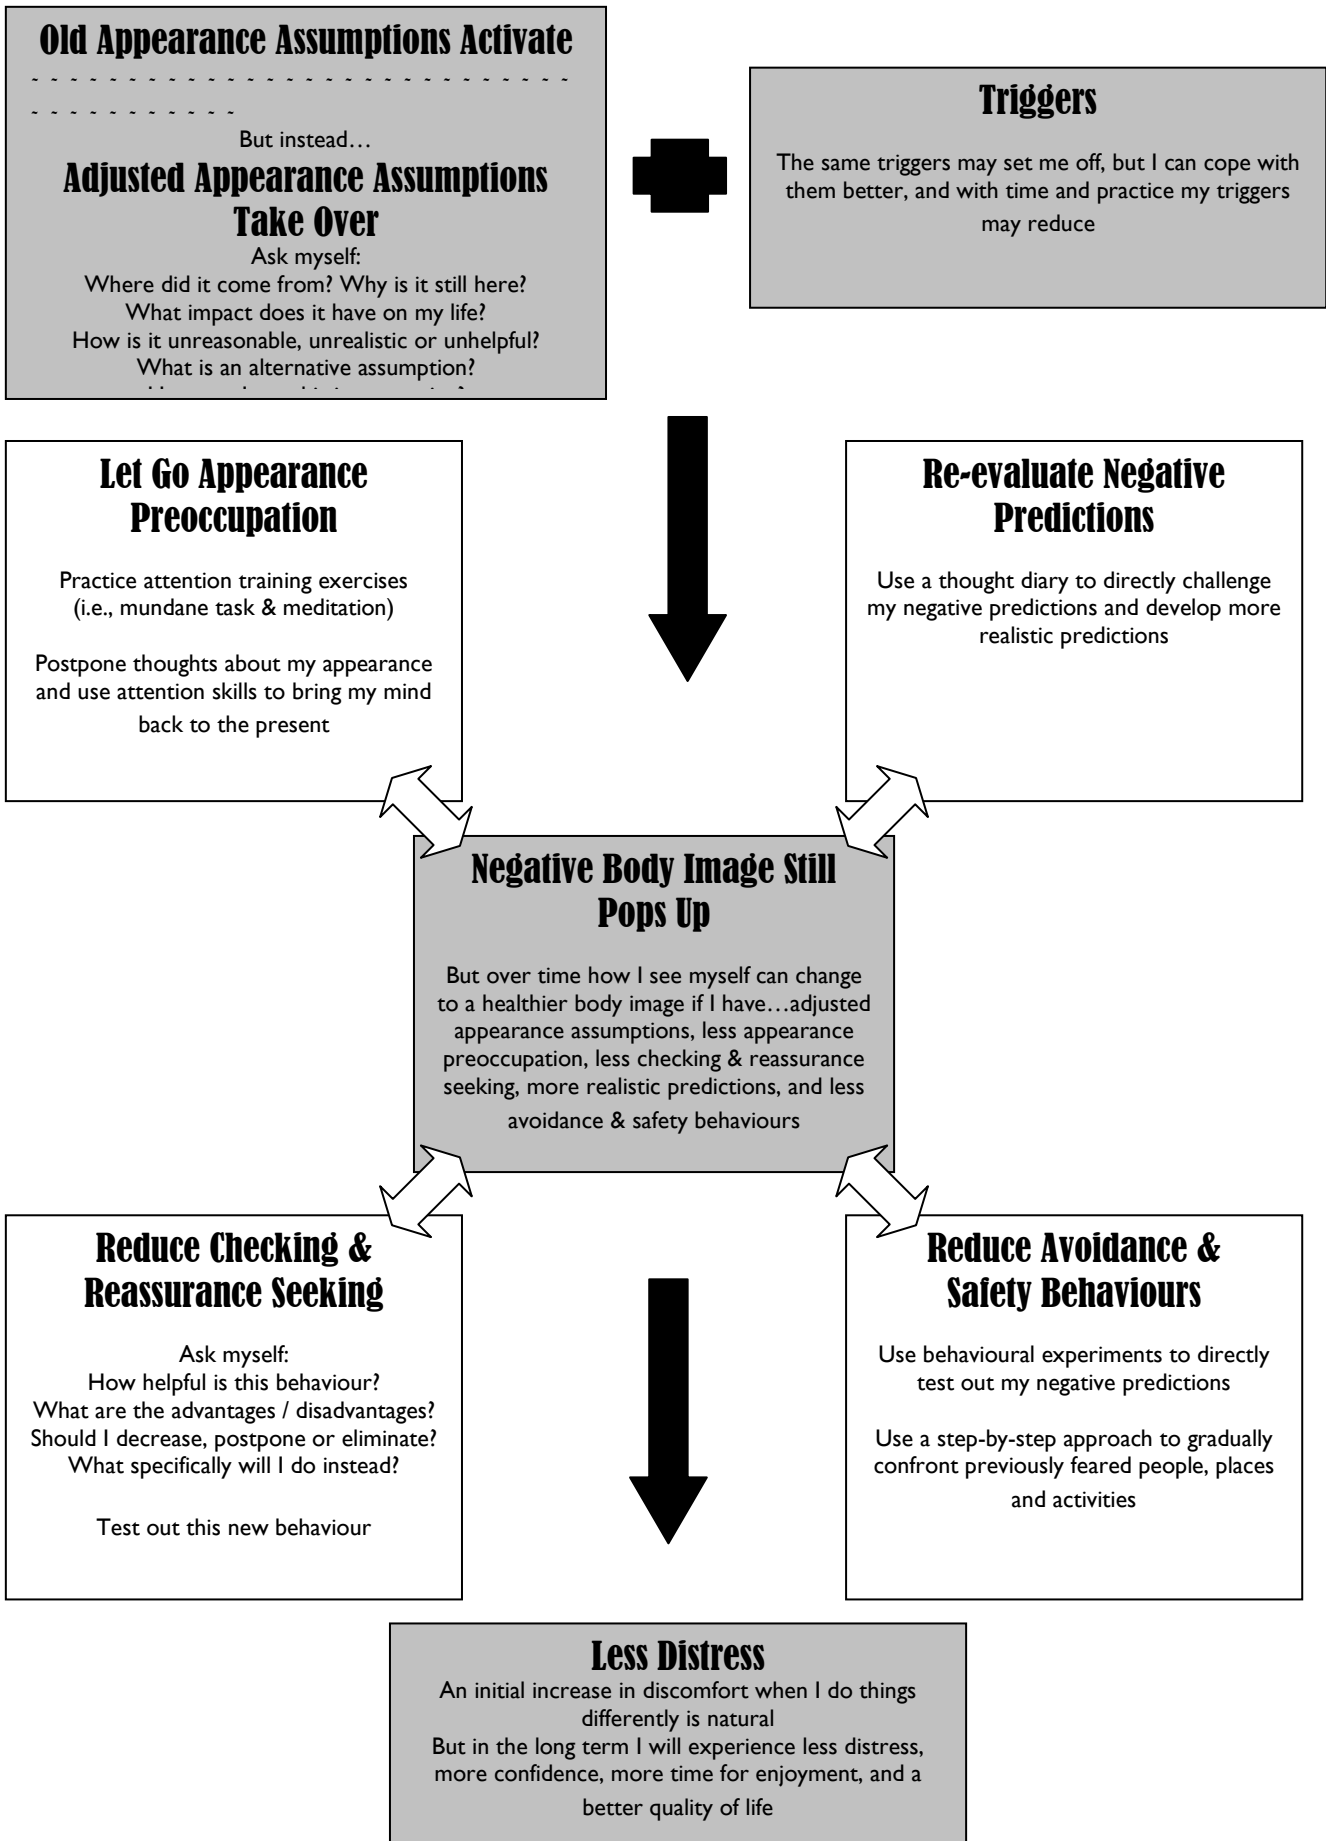 Old Appearance Assumptions Activate
~ ~ ~ ~ ~ ~ ~ ~ ~ ~ ~ ~ ~ ~ ~ ~ ~ ~ ~ ~ ~ ~ ~ ~ ~ ~ ~ ~
~ ~ ~ ~ ~ ~ ~ ~ ~ ~ ~
But instead…
Adjusted Appearance Assumptions
Take Over
Ask myself:
Where did it come from? Why is it still here?
What impact does it have on my life?
How is it unreasonable, unrealistic or unhelpful?
What is an alternative assumption?
Triggers
The same triggers may set me off, but I can cope with
them better, and with time and practice my triggers
may reduce
Let Go Appearance
Preoccupation
Practice attention training exercises
(i.e., mundane task & meditation)
Postpone thoughts about my appearance
and use attention skills to bring my mind
back to the present
Re-evaluate Negative
Predictions
Use a thought diary to directly challenge
my negative predictions and develop more
realistic predictions
Negative Body Image Still
Pops Up
But over time how I see myself can change
to a healthier body image if I have…adjusted
appearance assumptions, less appearance
preoccupation, less checking & reassurance
seeking, more realistic predictions, and less
avoidance & safety behaviours
Reduce Checking &
Reassurance Seeking
Ask myself:
How helpful is this behaviour?
What are the advantages / disadvantages?
Should I decrease, postpone or eliminate?
What specifically will I do instead?
Test out this new behaviour
Reduce Avoidance &
Safety Behaviours
Use behavioural experiments to directly
test out my negative predictions
Use a step-by-step approach to gradually
confront previously feared people, places
and activities
Less Distress
An initial increase in discomfort when I do things
differently is natural
But in the long term I will experience less distress,
more confidence, more time for enjoyment, and a
better quality of life